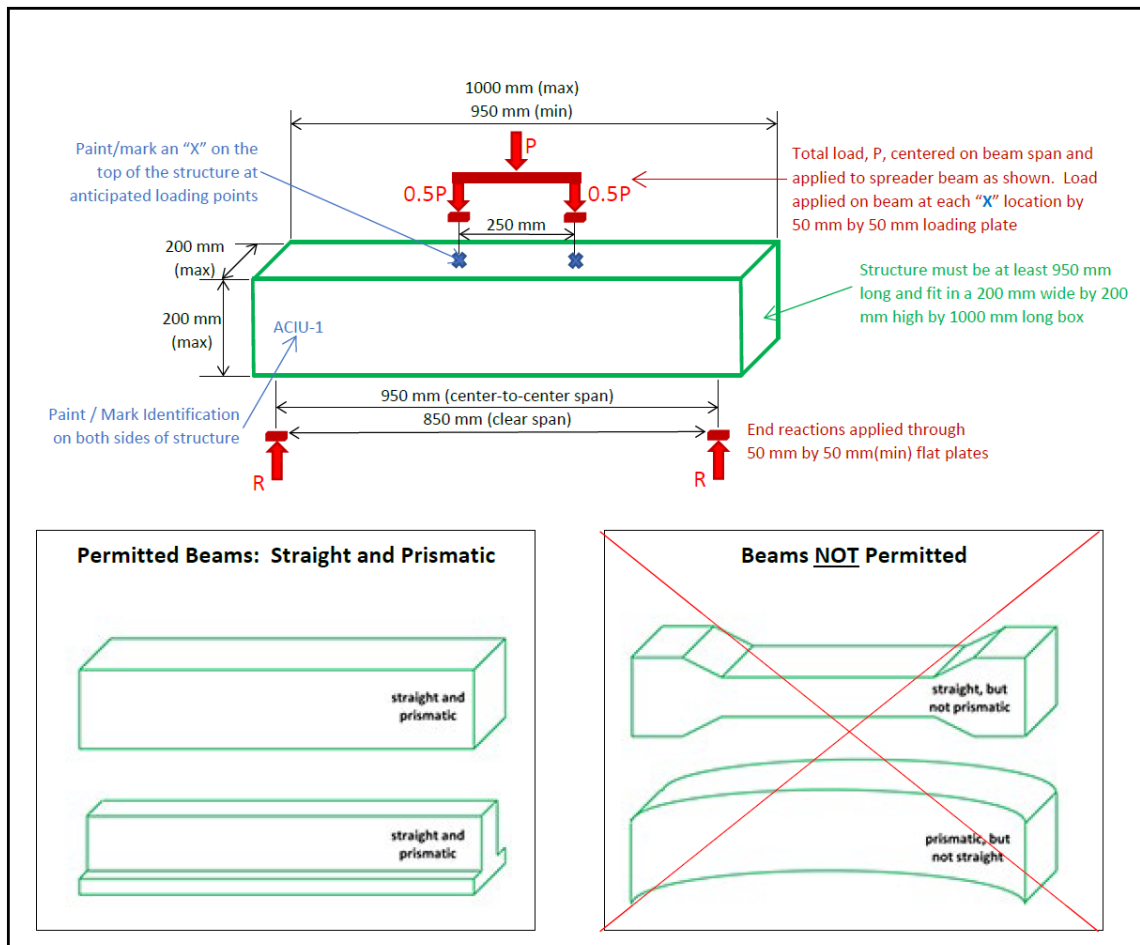 1000 mm (max)
950 mm (min)
Paint/mark an “X” on the
top of the structure at
anticipated loading points
P
0.5P
0.5P
250 mm
Total load, P, centered on beam span and
applied to spreader beam as shown.  Load
applied on beam at each “X” location by
50 mm by 50 mm loading plate
200 mm
(max)
200 mm
(max)
Structure must be at least 950 mm
long and fit in a 200 mm wide by 200
mm high by 1000 mm long box
ACIU-1
Paint / Mark Identification
on both sides of structure
950 mm (center-to-center span)
850 mm (clear span)
R
R
End reactions applied through
50 mm by 50 mm(min) flat plates
Permitted Beams:  Straight and Prismatic
straight and
prismatic
straight and
prismatic
Beams NOT Permitted
straight, but
not prismatic
prismatic, but
not straight